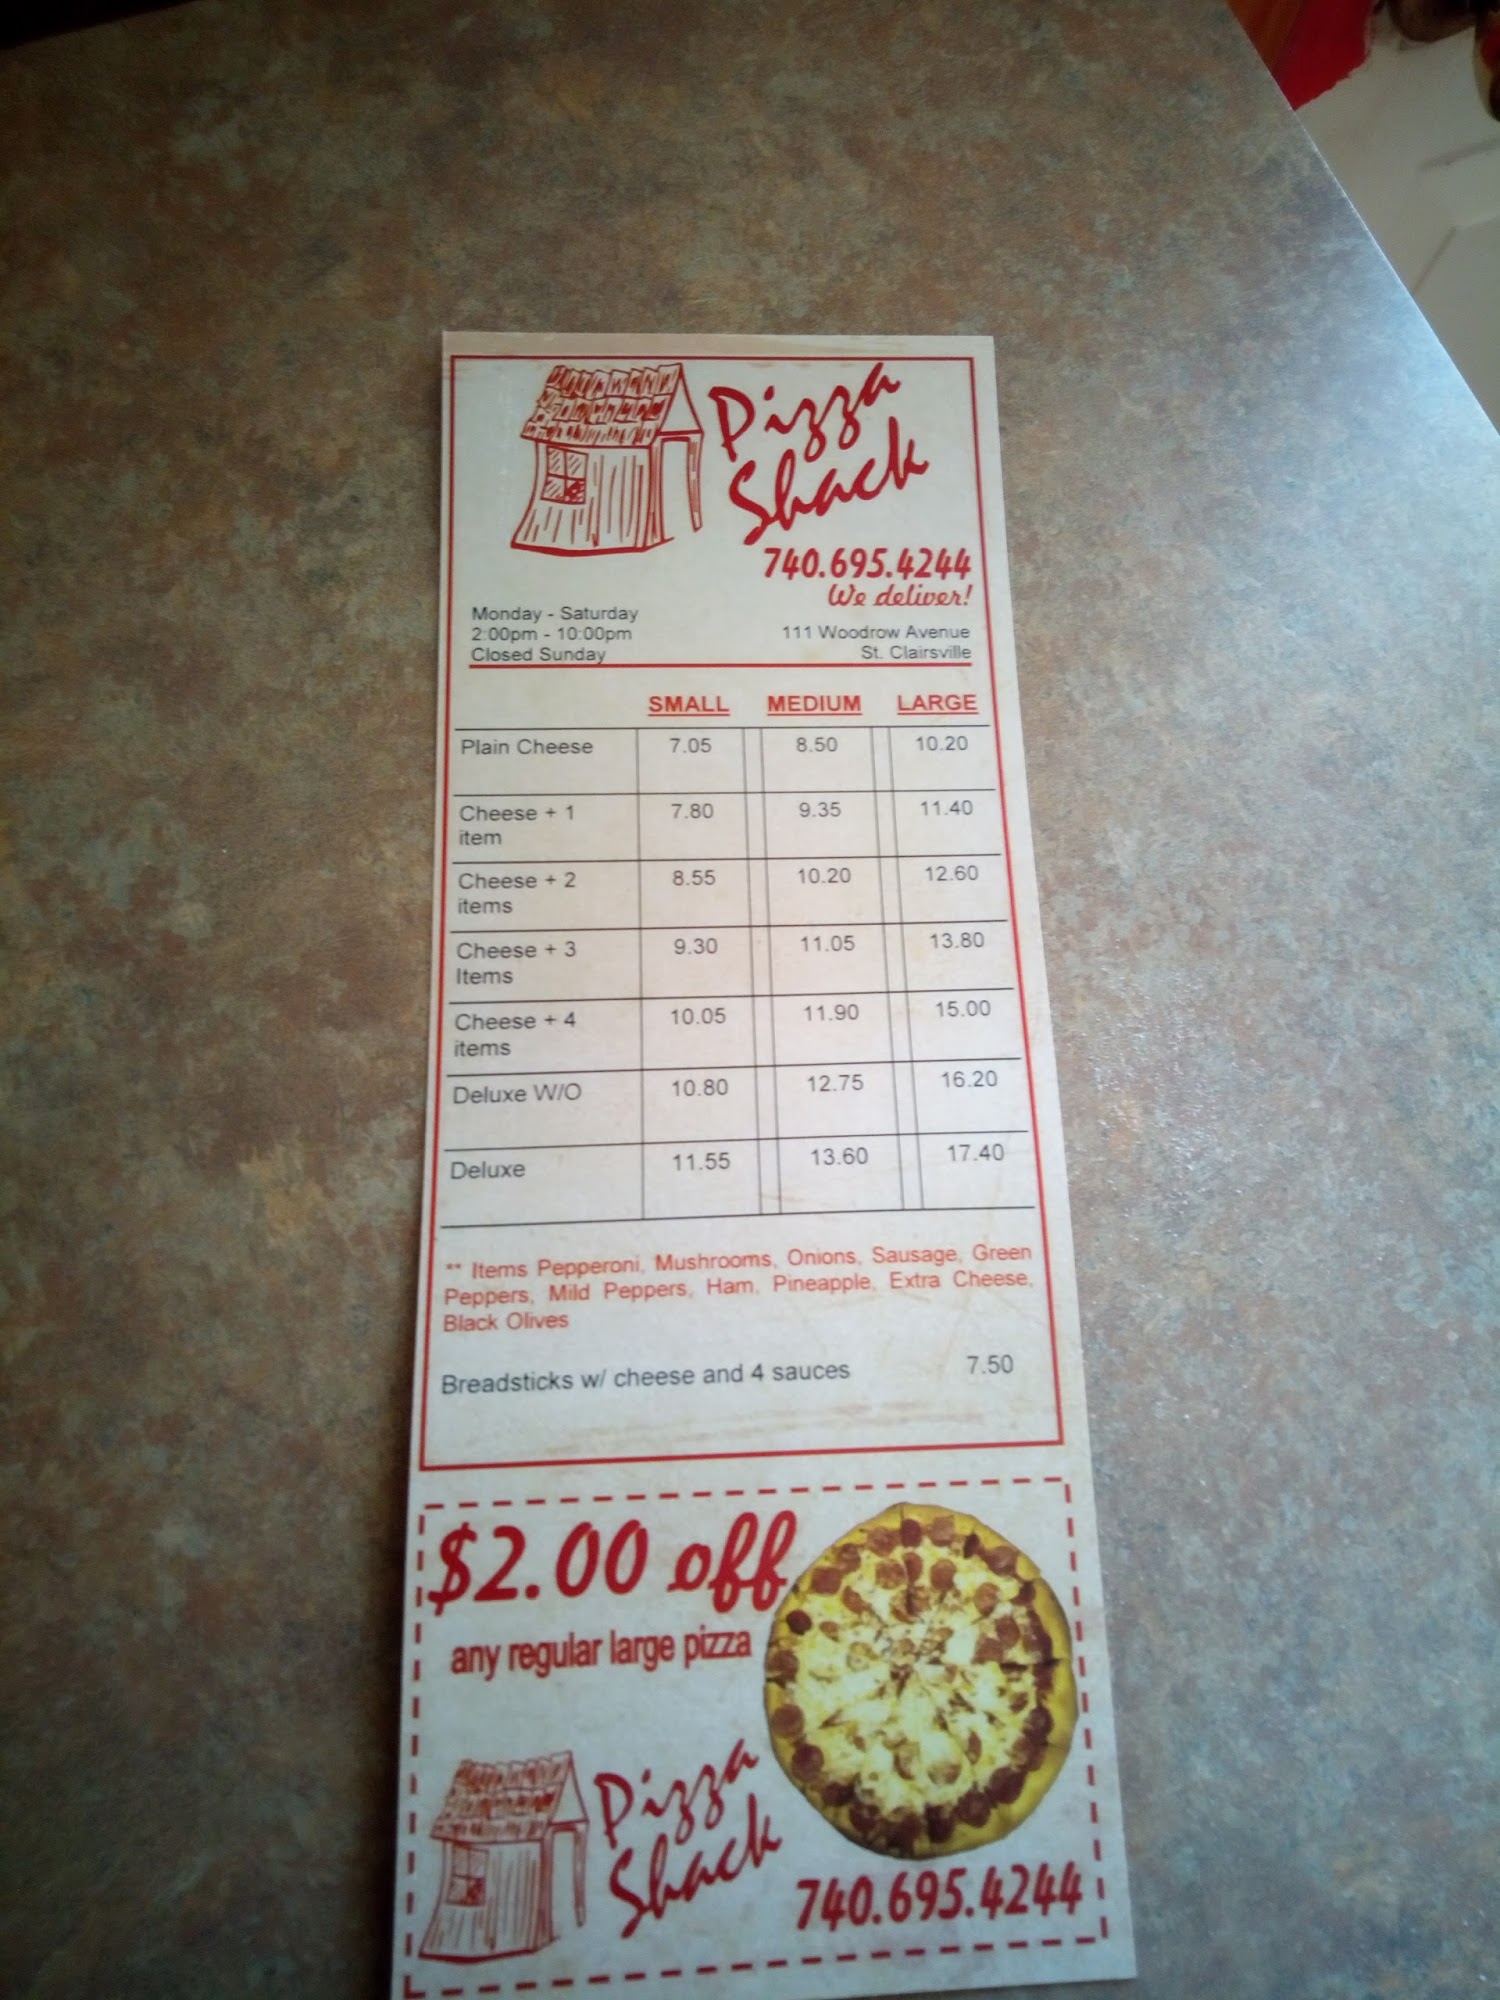 Pizza
Shack
740.695.4244
We deliver!
Monday - Saturday
2:00pm - 10:00pm
Closed Sunday
111 Woodrow Avenue
St. Clairsville
SMALL MEDIUM LARGE
Plain Cheese 7.05 8.50 10.20
Cheese + 1 7.80 9.35 11.40
item
Cheese + 2 8.55 10.20 12.60
items
Cheese + 3 9.30 11.05 13.80
Items
Cheese + 4 10.05 11.90 15.00
items
Deluxe W/O 10.80 12.75 16.20
Deluxe 11.55 13.60 17.40
** Items Pepperoni, Mushrooms, Onions, Sausage, Green
Peppers, Mild Peppers, Ham, Pineapple, Extra Cheese,
Black Olives
Breadsticks w/ cheese and 4 sauces 7.50
$2.00 off
any regular large pizza
Pizza
Shack
740.695.4244